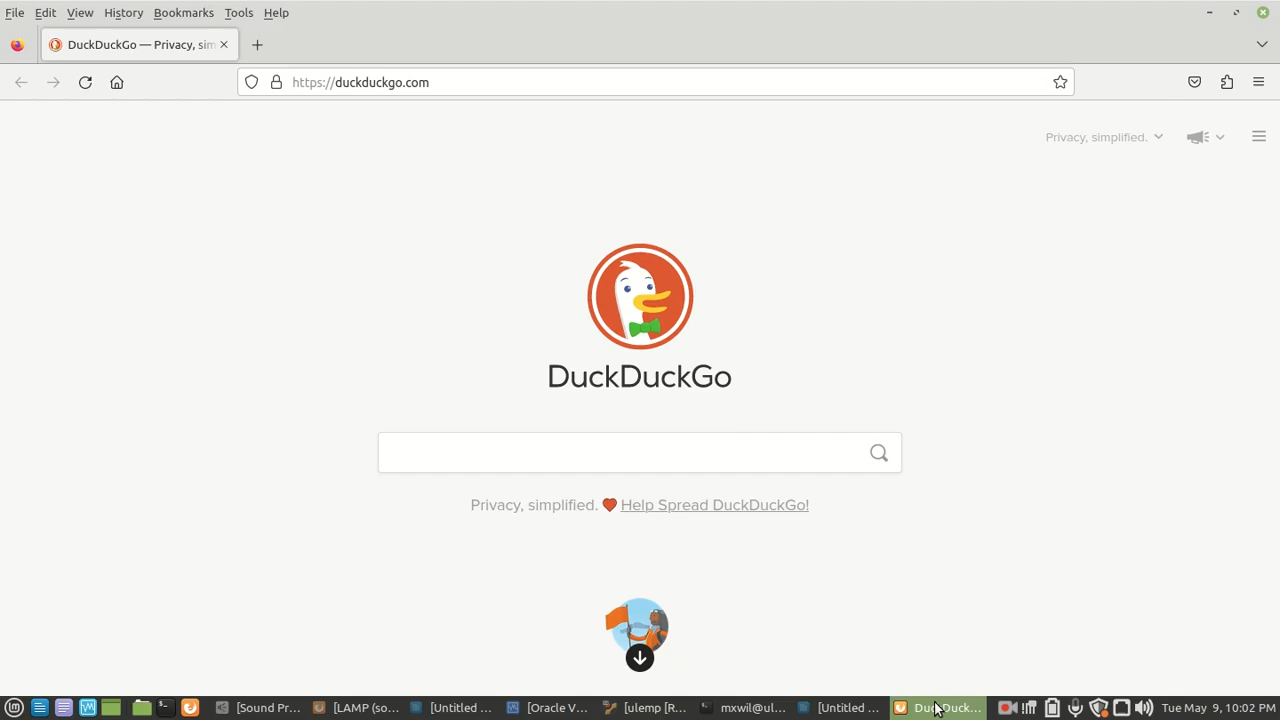 File Edit View History Bookmarks Tools Help
DuckDuckGo — Privacy, sim
https://duckduckgo.com
Privacy, simplified.
DuckDuckGo
Privacy, simplified. Help Spread DuckDuckGo!
[Sound Pr... [LAMP (so... [Untitled ... [Oracle V... [ulemp [R... mxwil@ul... [Untitled ... DuckDuck... Tue May 9, 10:02 PM